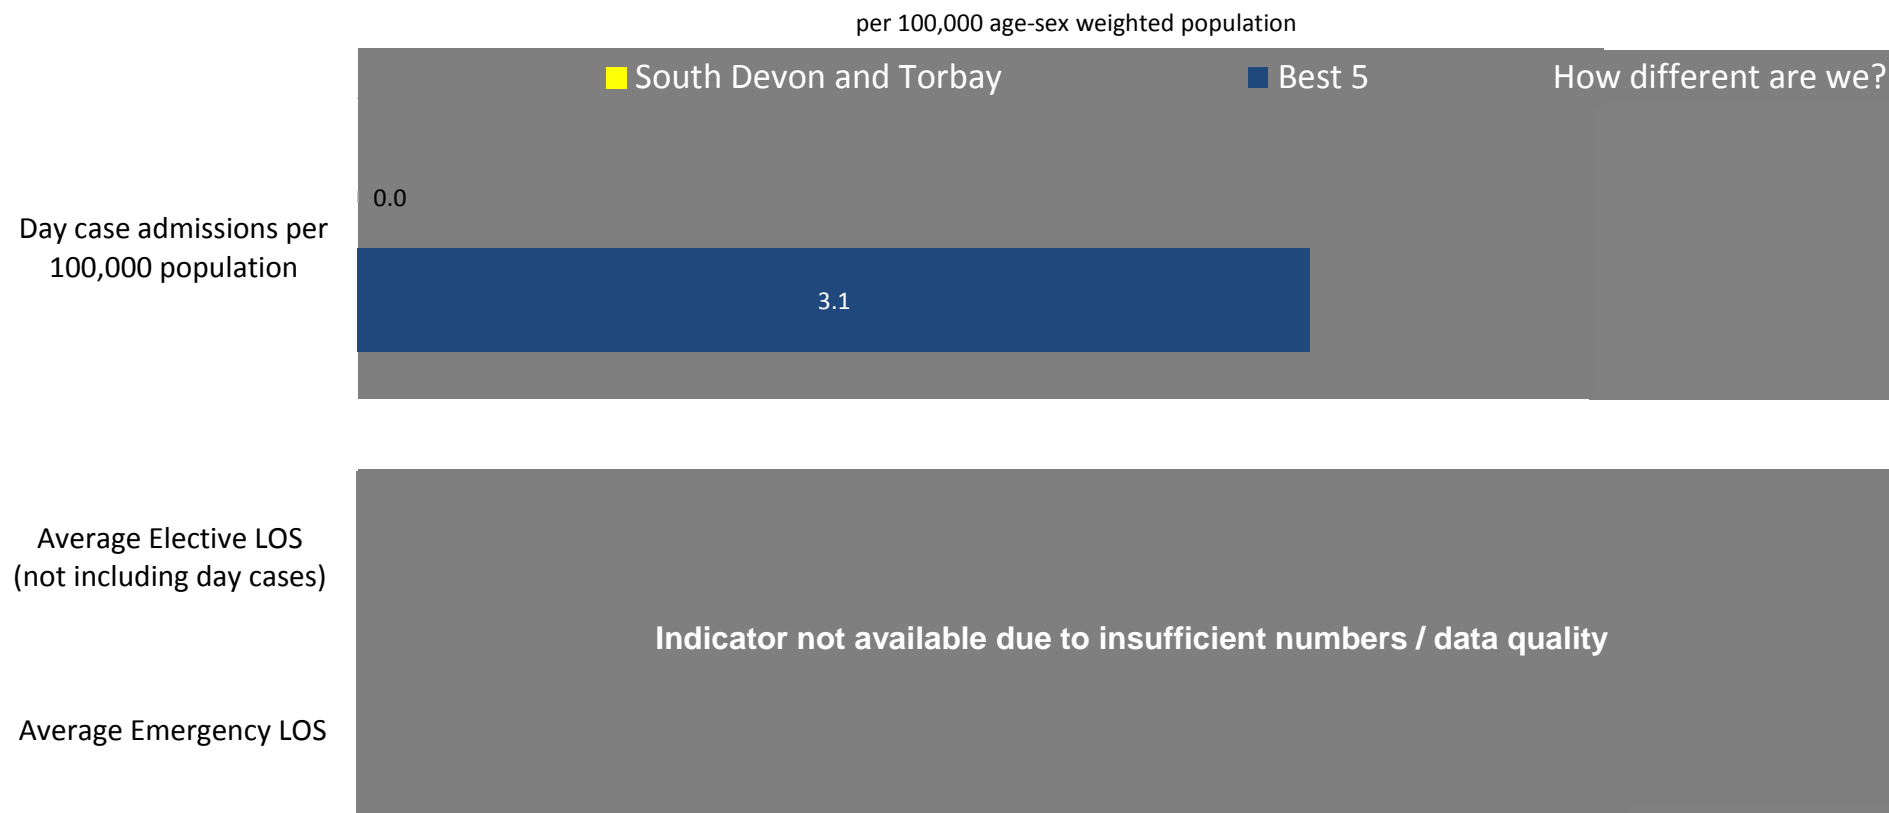 per 100,000 age-sex weighted population
South Devon and Torbay Best 5 How different are we?
0.0
Day case admissions per
100,000 population
3.1
Average Elective LOS
(not including day cases)
Indicator not available due to insufficient numbers / data quality
Average Emergency LOS